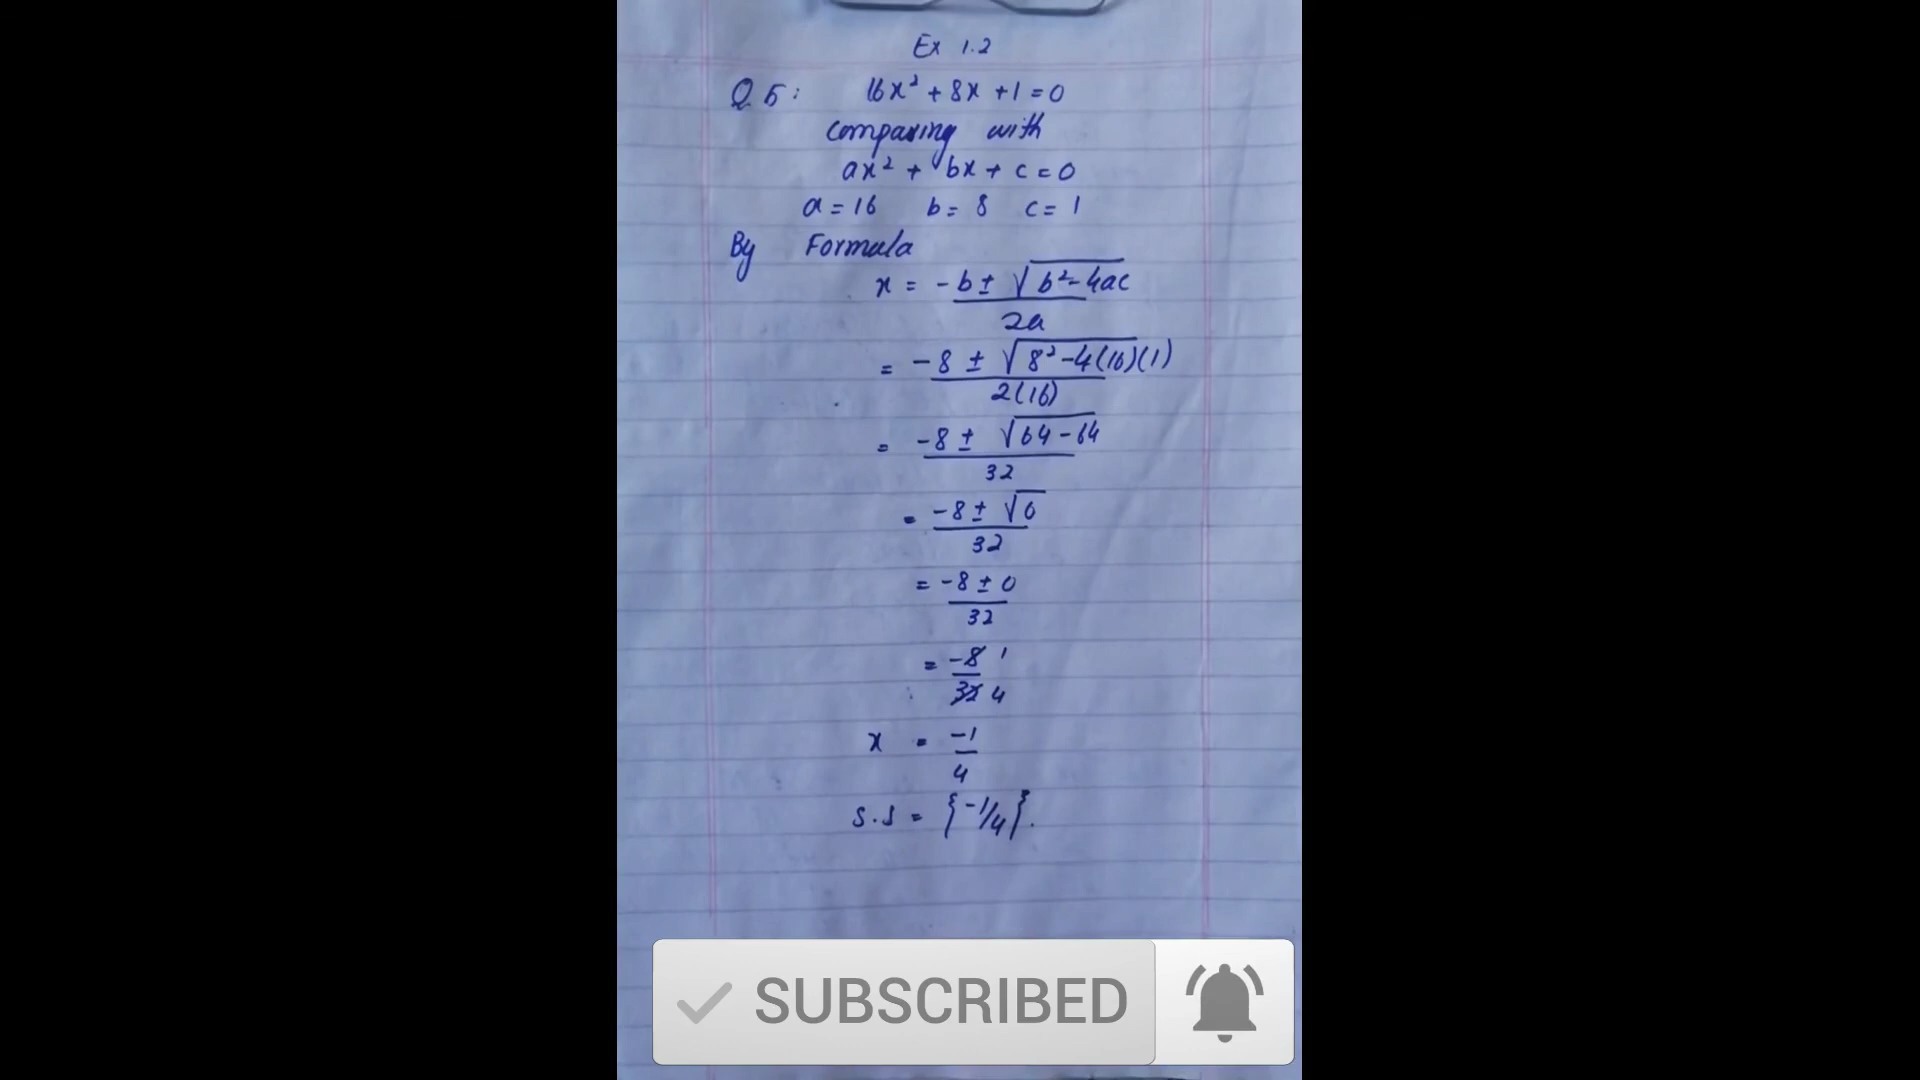 Ex 1.2
Q 5: 16x² + 8x + 1 = 0
Comparing with
ax² + bx + c = 0
a = 16 b = 8 c = 1
By Formula
x = -b ± √b² - 4ac
2a
= -8 ± √8² - 4(16)(1)
2(16)
= -8 ± √64 - 64
32
= -8 ± √0
32
= -8 ± 0
32
= -8 1
32 4
x = -1
4
S.S = {-1/4}.
SUBSCRIBED